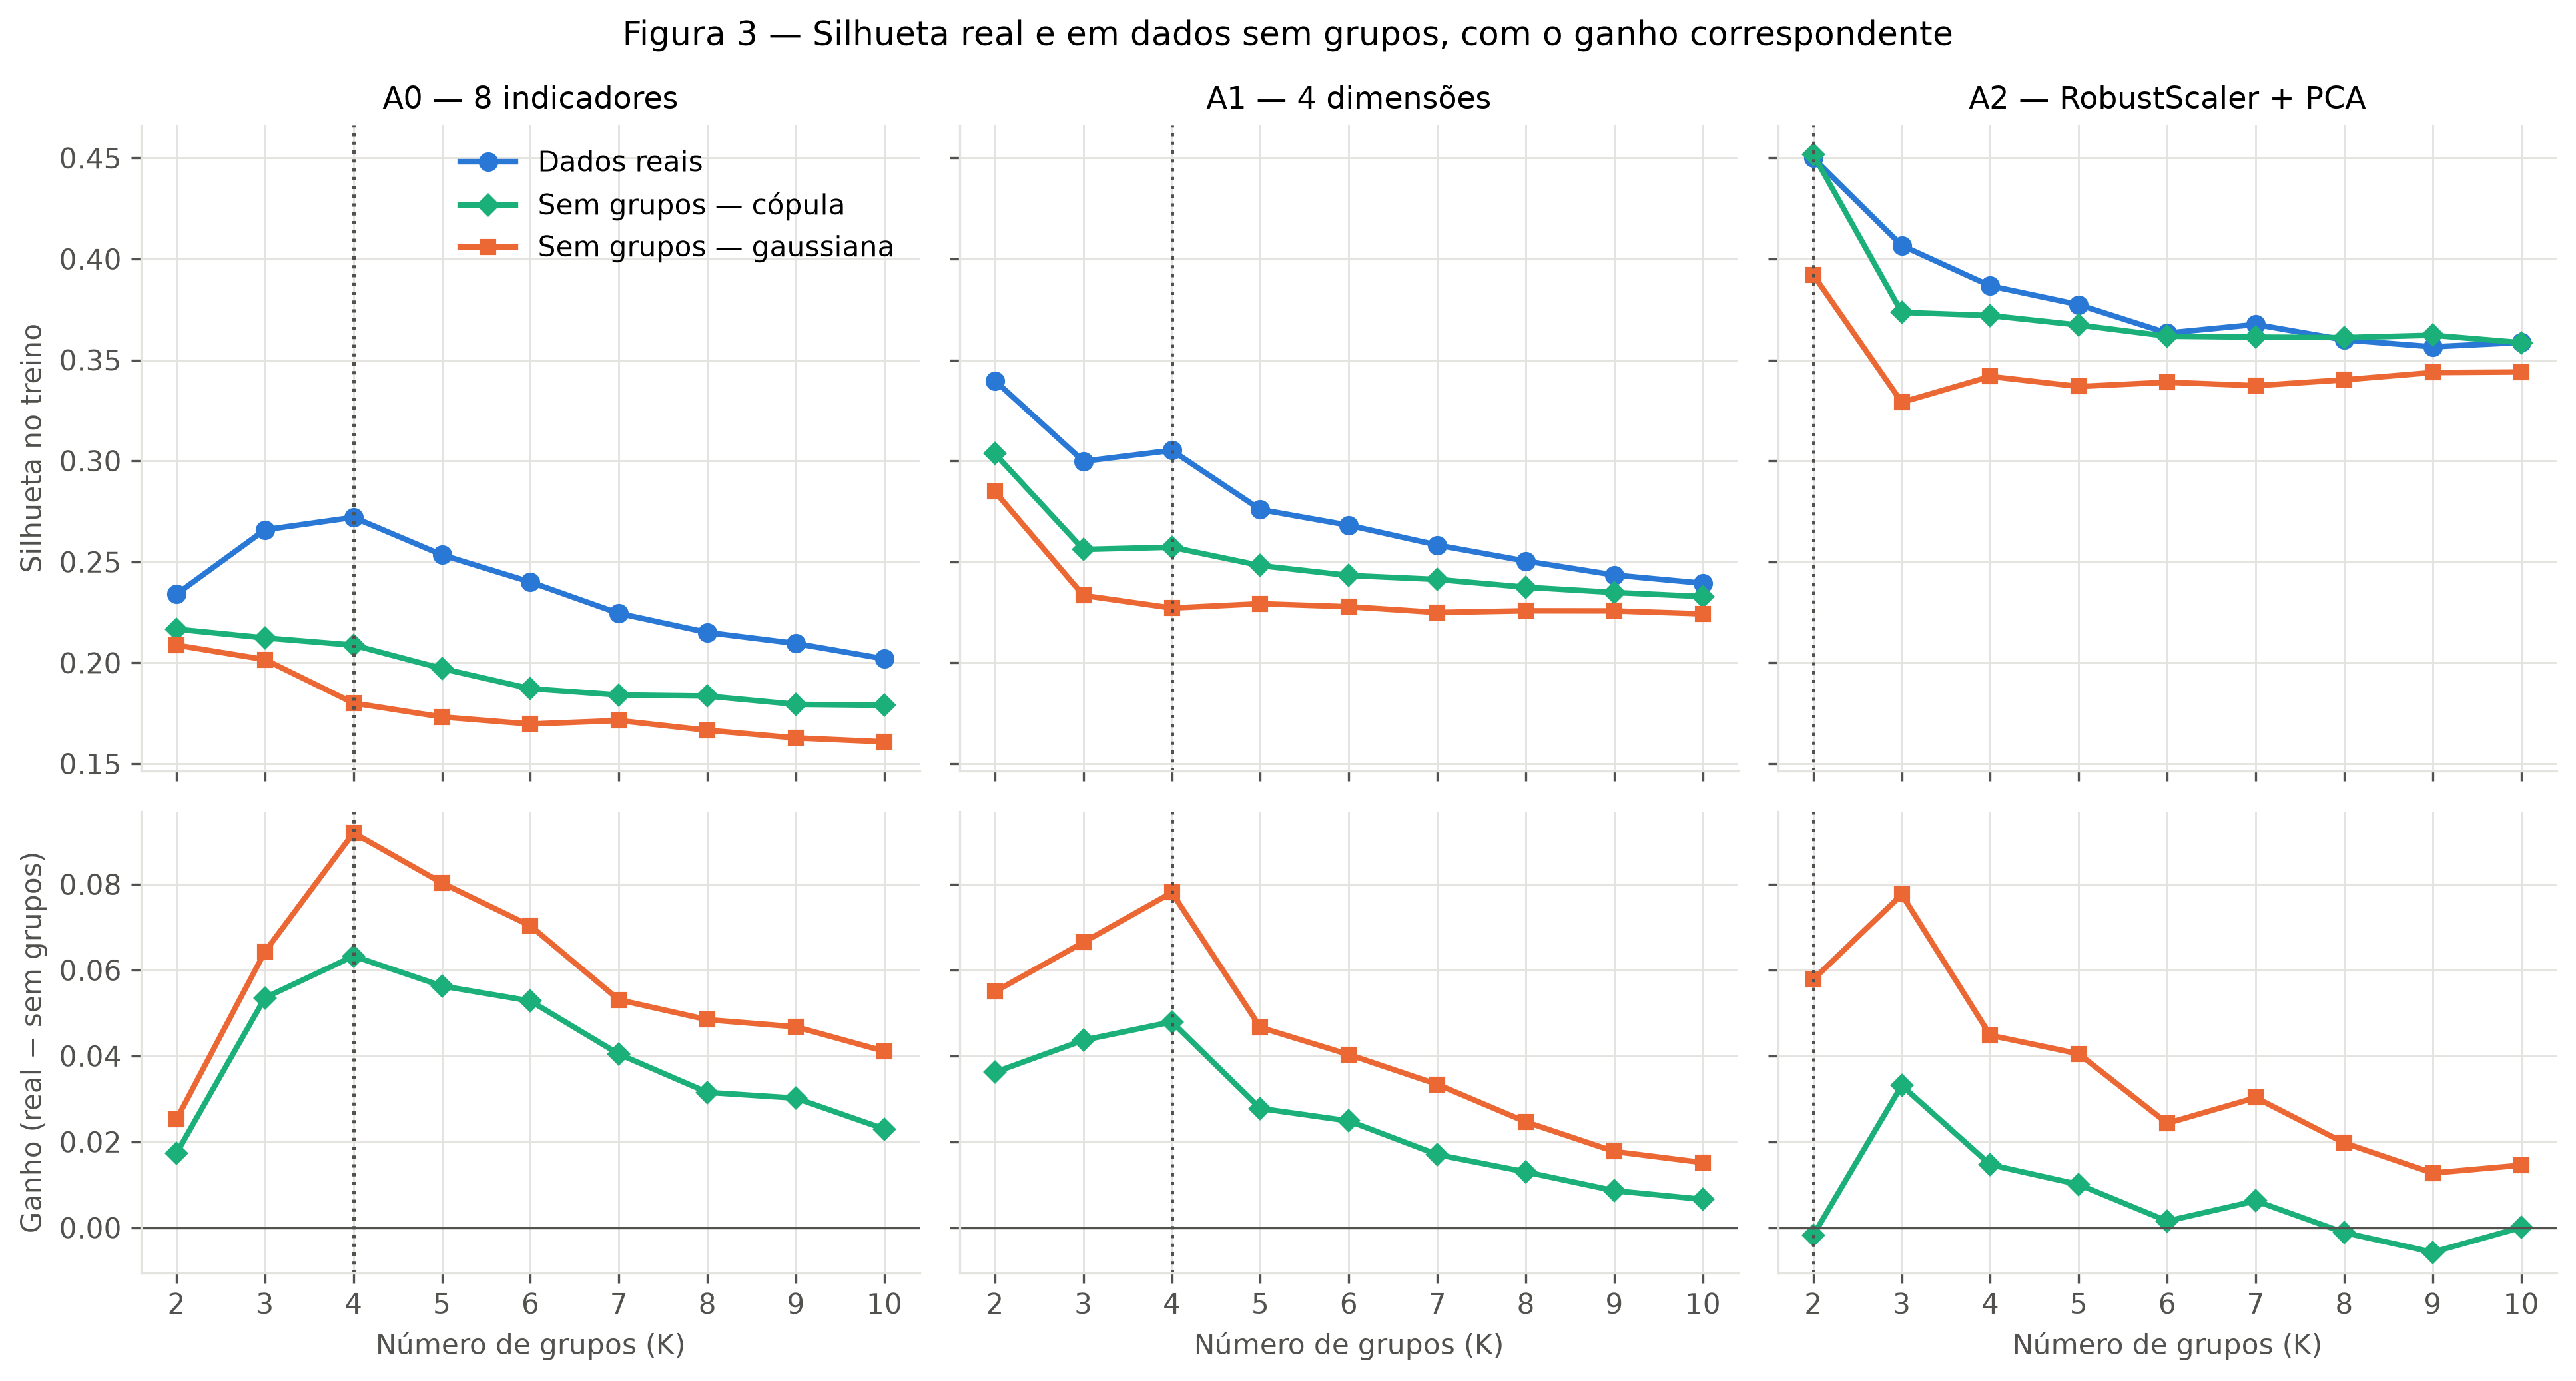 Figura 3 — Silhueta real e em dados sem grupos, com o ganho correspondente
A0 — 8 indicadores
A1 — 4 dimensões
A2 — RobustScaler + PCA
Silhueta no treino
0.45
0.40
0.35
0.30
0.25
0.20
0.15
Dados reais
Sem grupos — cópula
Sem grupos — gaussiana
Ganho (real − sem grupos)
0.08
0.06
0.04
0.02
0.00
2 3 4 5 6 7 8 9 10
2 3 4 5 6 7 8 9 10
2 3 4 5 6 7 8 9 10
Número de grupos (K)
Número de grupos (K)
Número de grupos (K)